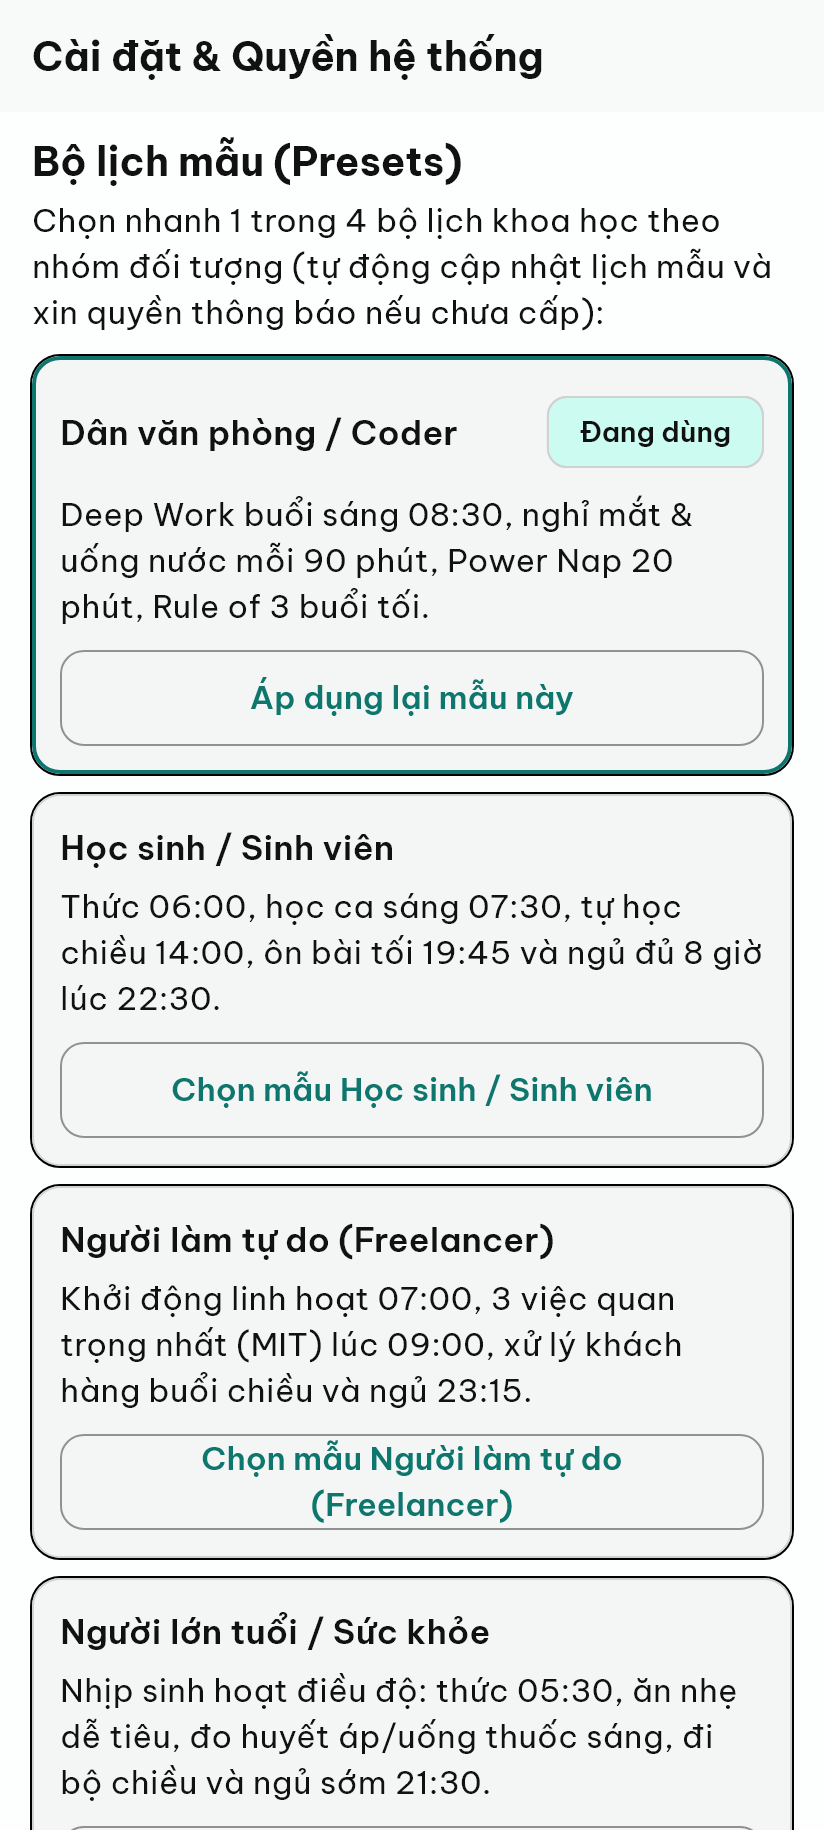 Cài đặt & Quyền hệ thống
Bộ lịch mẫu (Presets)
Chọn nhanh 1 trong 4 bộ lịch khoa học theo
nhóm đối tượng (tự động cập nhật lịch mẫu và
xin quyền thông báo nếu chưa cấp):
Dân văn phòng / Coder
Đang dùng
Deep Work buổi sáng 08:30, nghỉ mắt &
uống nước mỗi 90 phút, Power Nap 20
phút, Rule of 3 buổi tối.
Áp dụng lại mẫu này
Học sinh / Sinh viên
Thức 06:00, học ca sáng 07:30, tự học
chiều 14:00, ôn bài tối 19:45 và ngủ đủ 8 giờ
lúc 22:30.
Chọn mẫu Học sinh / Sinh viên
Người làm tự do (Freelancer)
Khởi động linh hoạt 07:00, 3 việc quan
trọng nhất (MIT) lúc 09:00, xử lý khách
hàng buổi chiều và ngủ 23:15.
Chọn mẫu Người làm tự do
(Freelancer)
Người lớn tuổi / Sức khỏe
Nhịp sinh hoạt điều độ: thức 05:30, ăn nhẹ
dễ tiêu, đo huyết áp/uống thuốc sáng, đi
bộ chiều và ngủ sớm 21:30.